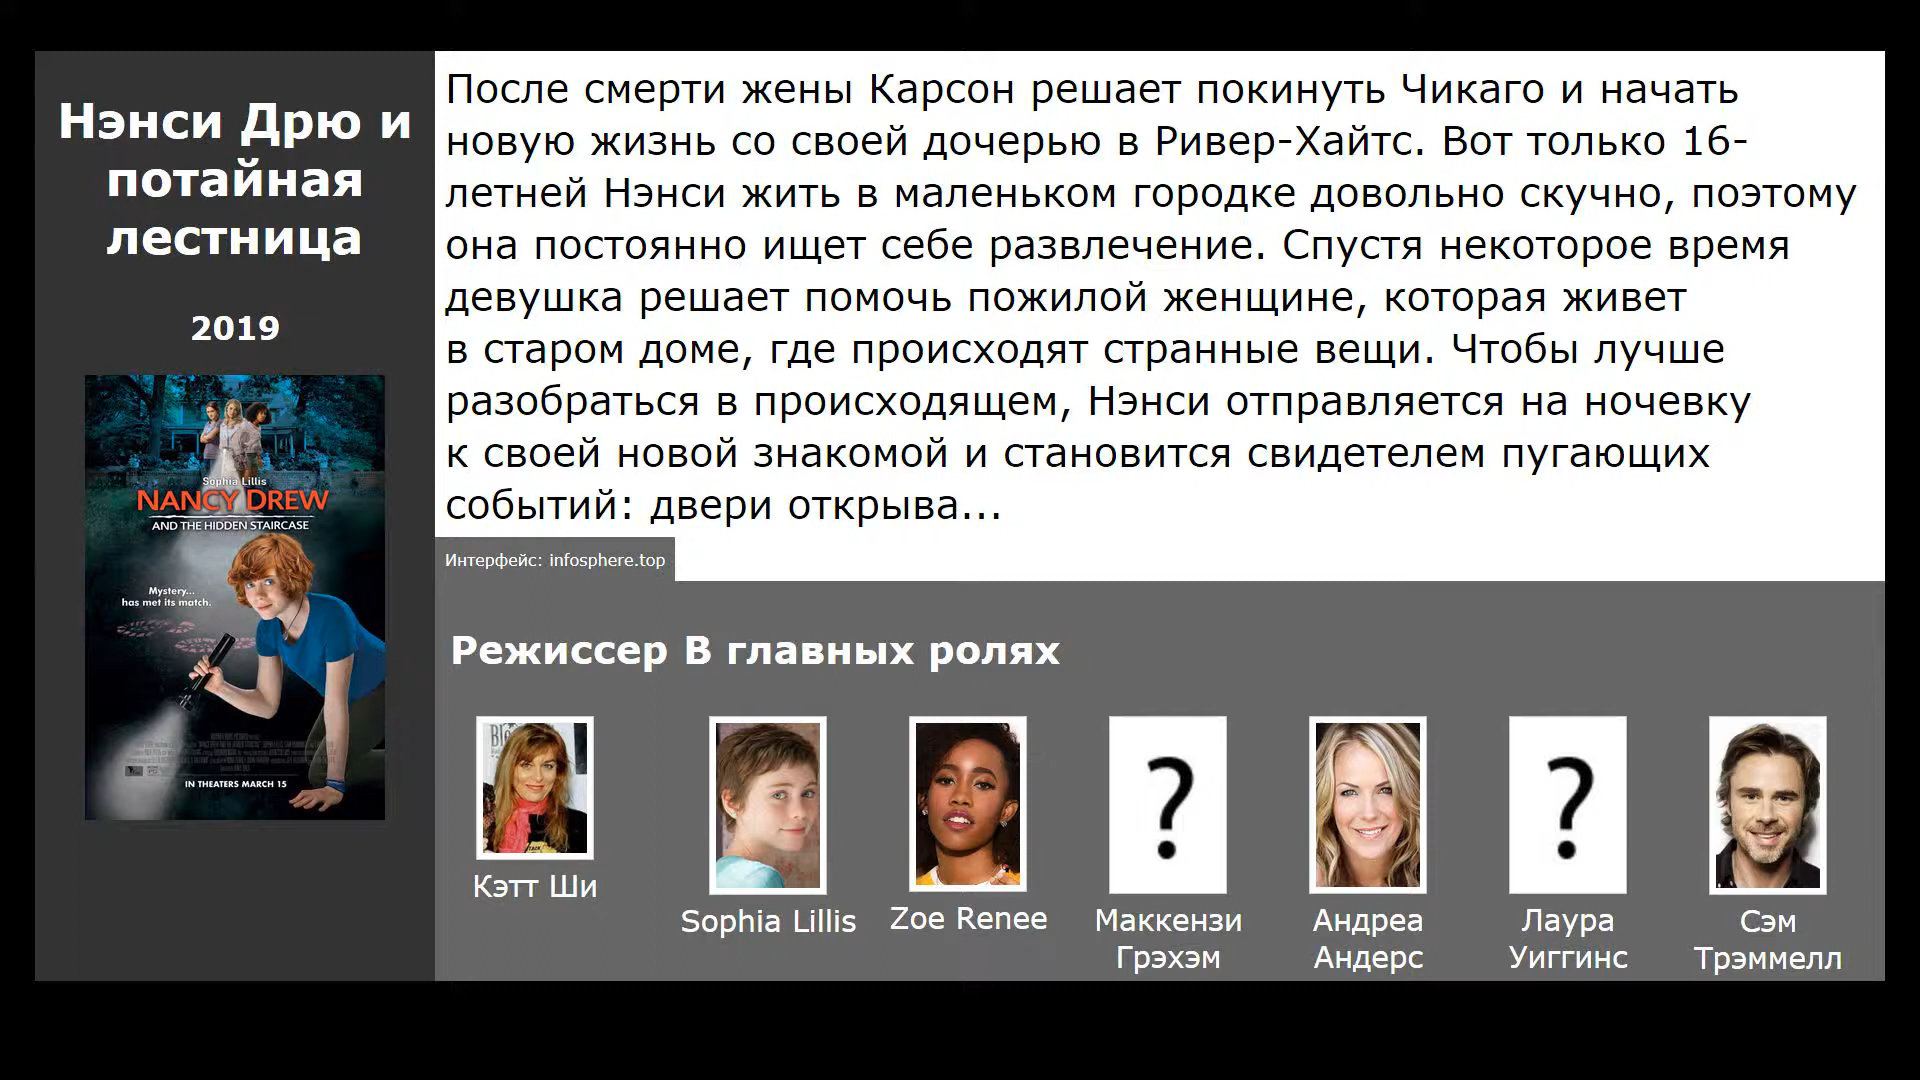 Нэнси Дрю и
потайная
лестница
2019
Sophia Lillis
NANCY DREW
AND THE HIDDEN STAIRCASE
Mystery...
has met its match.
IN THEATERS MARCH 15
После смерти жены Карсон решает покинуть Чикаго и начать
новую жизнь со своей дочерью в Ривер-Хайтс. Вот только 16-
летней Нэнси жить в маленьком городке довольно скучно, поэтому
она постоянно ищет себе развлечение. Спустя некоторое время
девушка решает помочь пожилой женщине, которая живет
в старом доме, где происходят странные вещи. Чтобы лучше
разобраться в происходящем, Нэнси отправляется на ночевку
к своей новой знакомой и становится свидетелем пугающих
событий: двери открыва...
Интерфейс: infosphere.top
Режиссер В главных ролях
Кэтт Ши
Sophia Lillis
Zoe Renee
Маккензи
Грэхэм
Андреа
Андерс
Лаура
Уиггинс
Сэм
Трэммелл